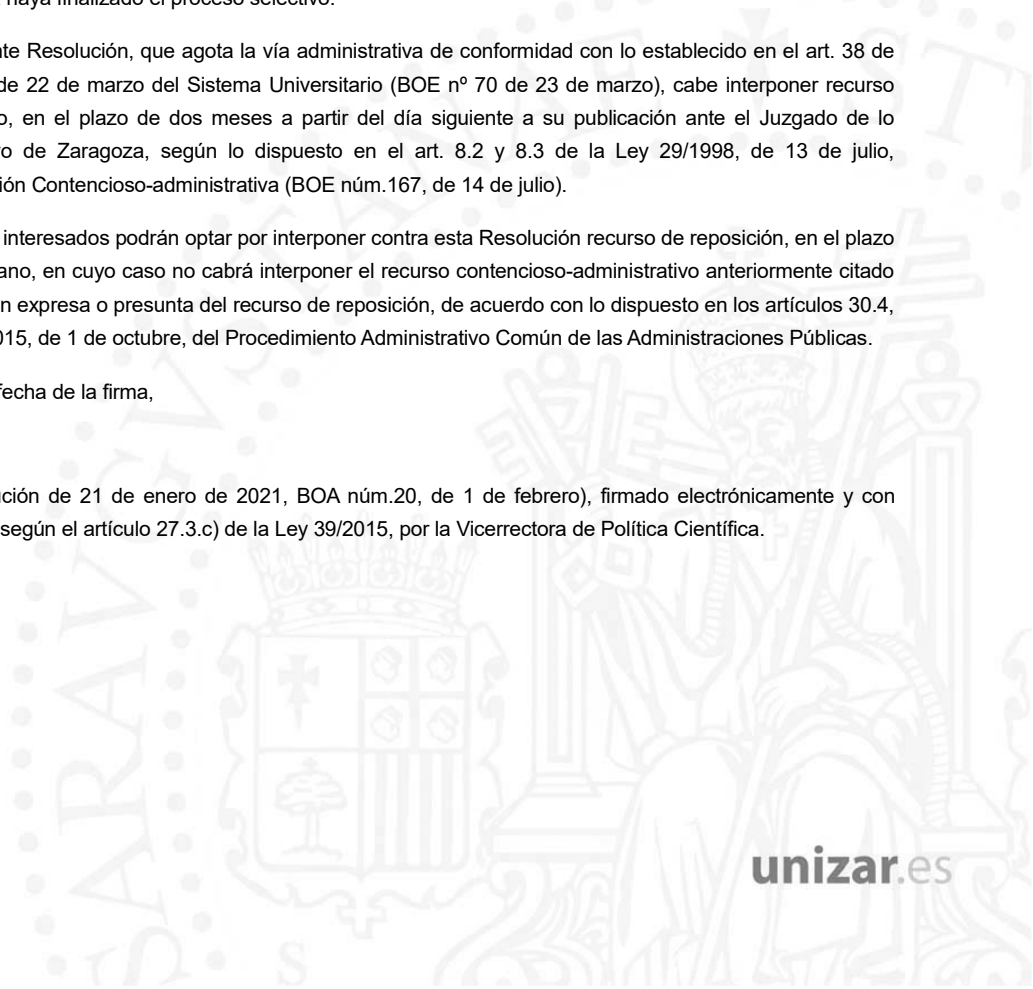 haya finalizado el proceso selectivo.
nte Resolución, que agota la vía administrativa de conformidad con lo establecido en el art. 38 de
de 22 de marzo del Sistema Universitario (BOE nº 70 de 23 de marzo), cabe interponer recurso
o, en el plazo de dos meses a partir del día siguiente a su publicación ante el Juzgado de lo
vo de Zaragoza, según lo dispuesto en el art. 8.2 y 8.3 de la Ley 29/1998, de 13 de julio,
ión Contencioso-administrativa (BOE núm.167, de 14 de julio).
interesados podrán optar por interponer contra esta Resolución recurso de reposición, en el plazo
ano, en cuyo caso no cabrá interponer el recurso contencioso-administrativo anteriormente citado
n expresa o presunta del recurso de reposición, de acuerdo con lo dispuesto en los artículos 30.4,
015, de 1 de octubre, del Procedimiento Administrativo Común de las Administraciones Públicas.
fecha de la firma,
ución de 21 de enero de 2021, BOA núm.20, de 1 de febrero), firmado electrónicamente y con
según el artículo 27.3.c) de la Ley 39/2015, por la Vicerrectora de Política Científica.
unizar.es